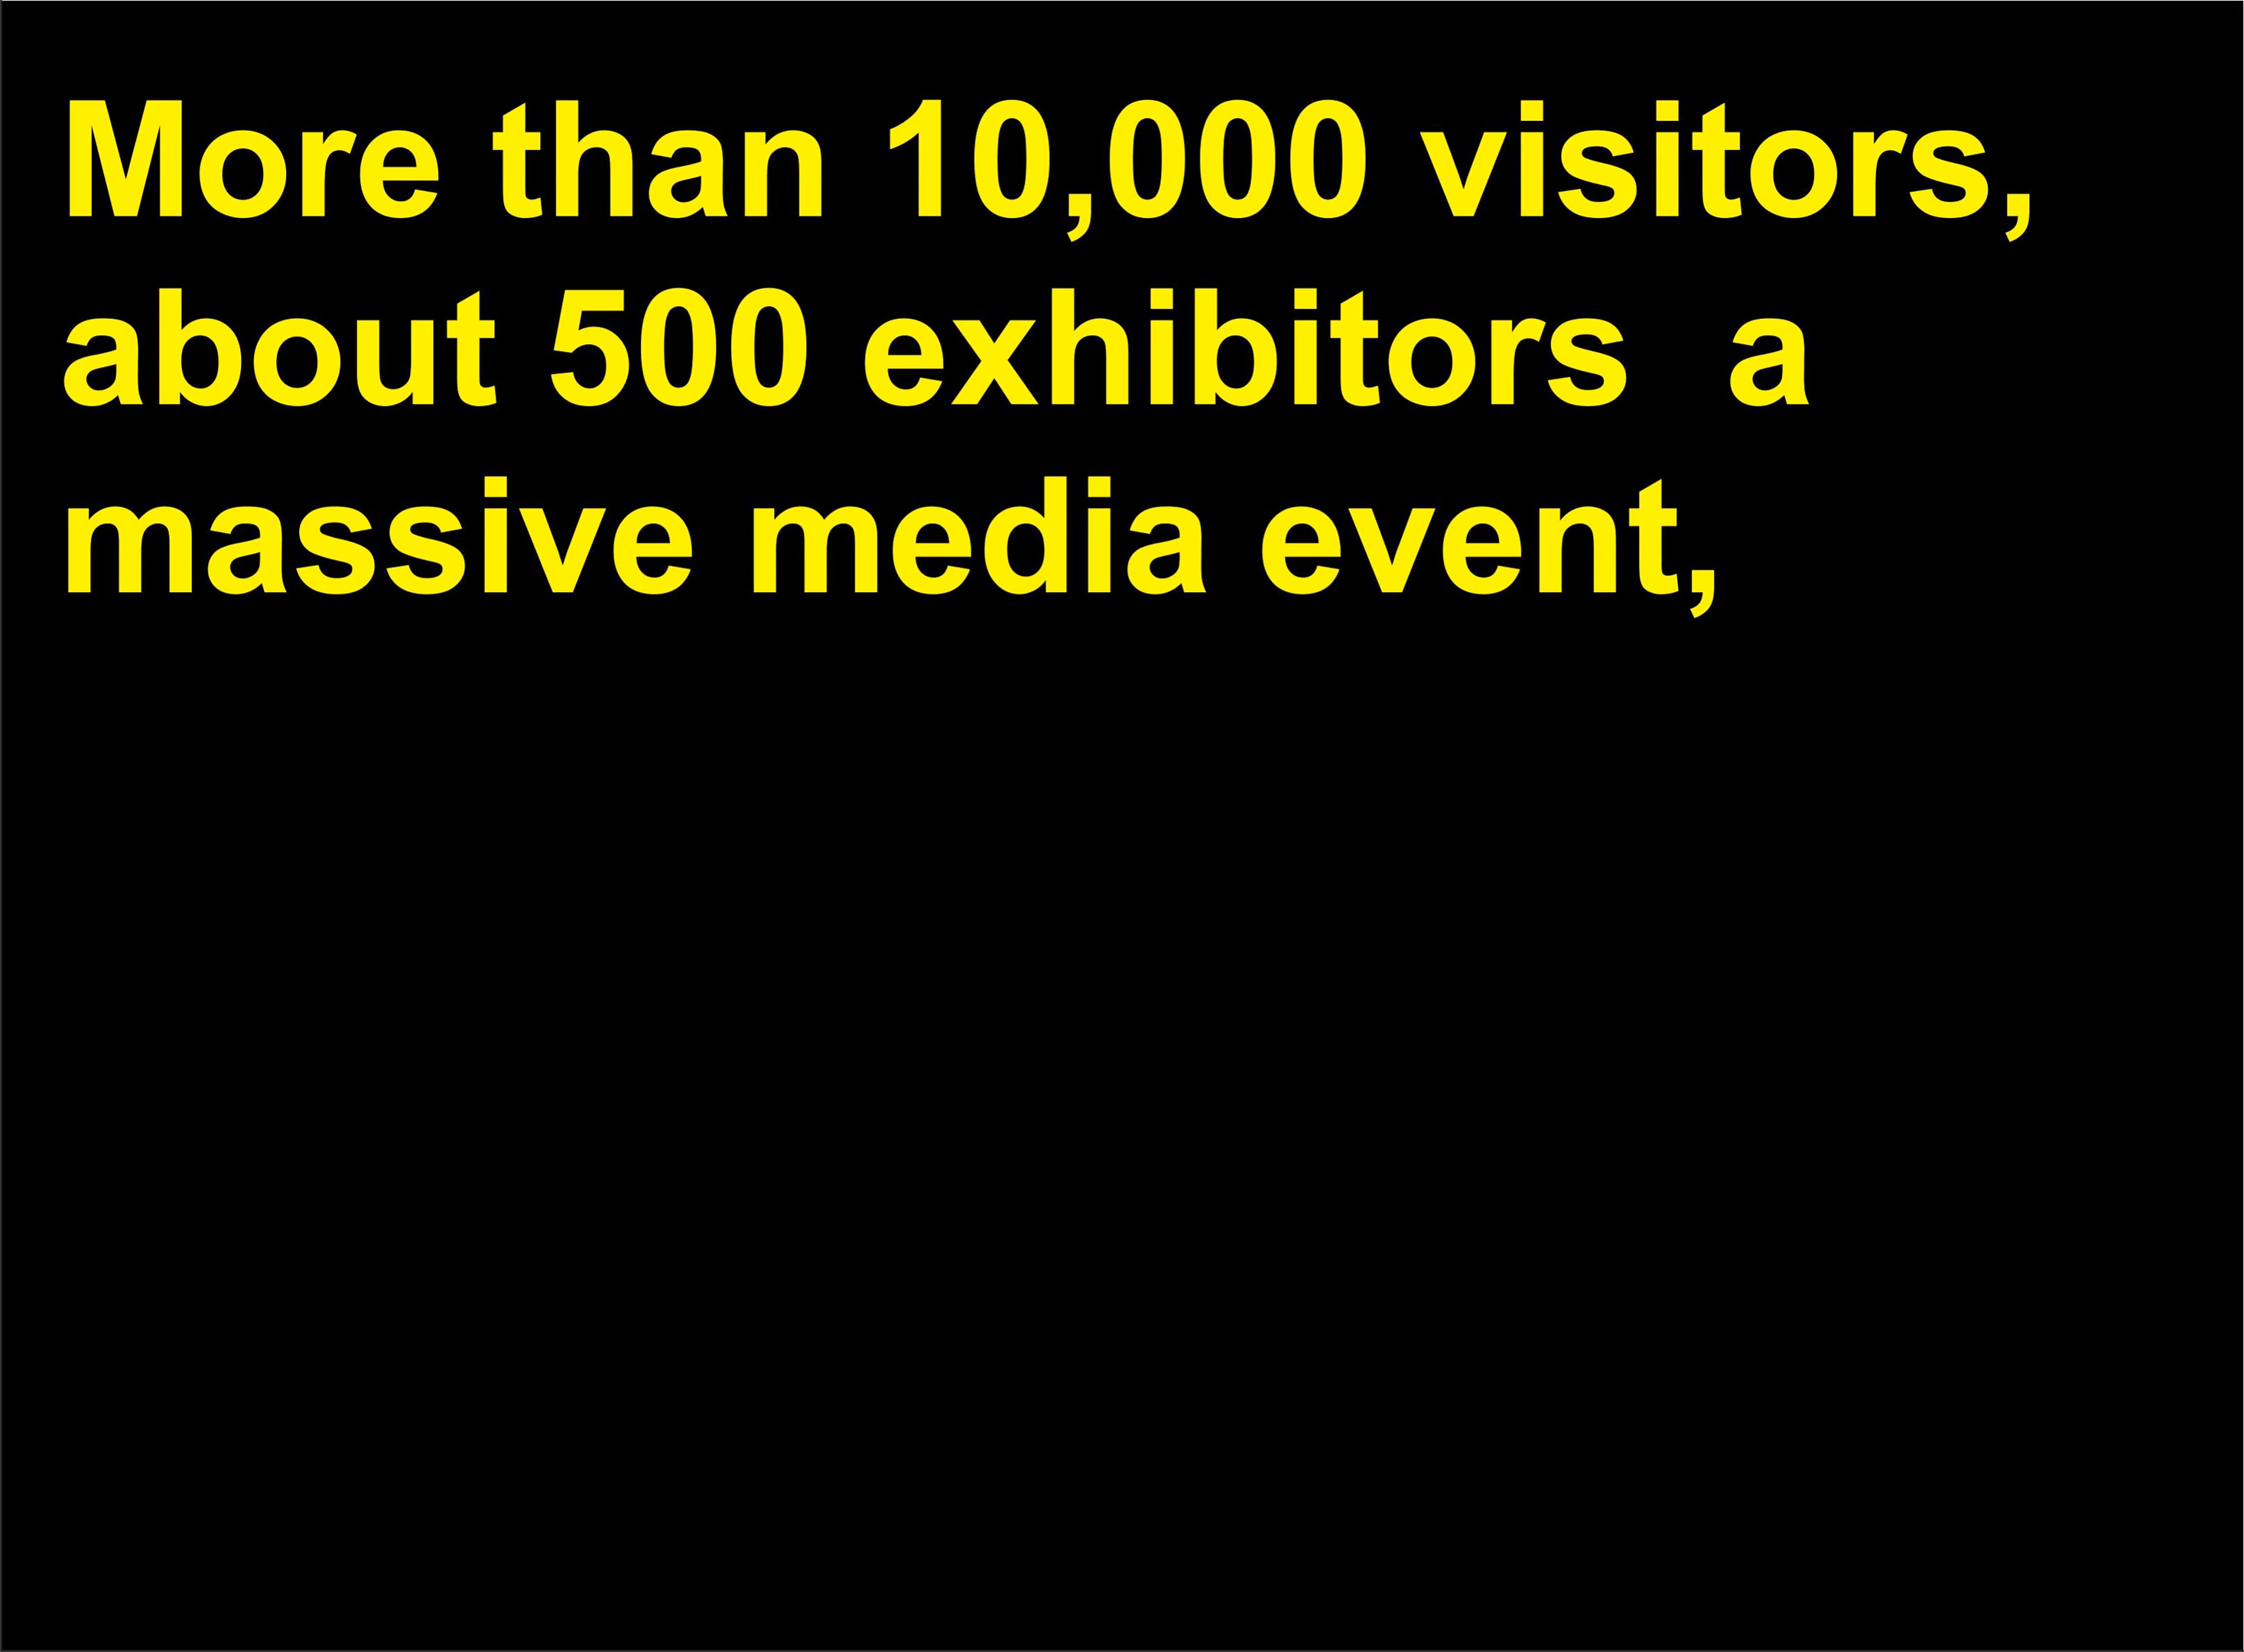 More than 10,000 visitors,
about 500 exhibitors  a
massive media event,